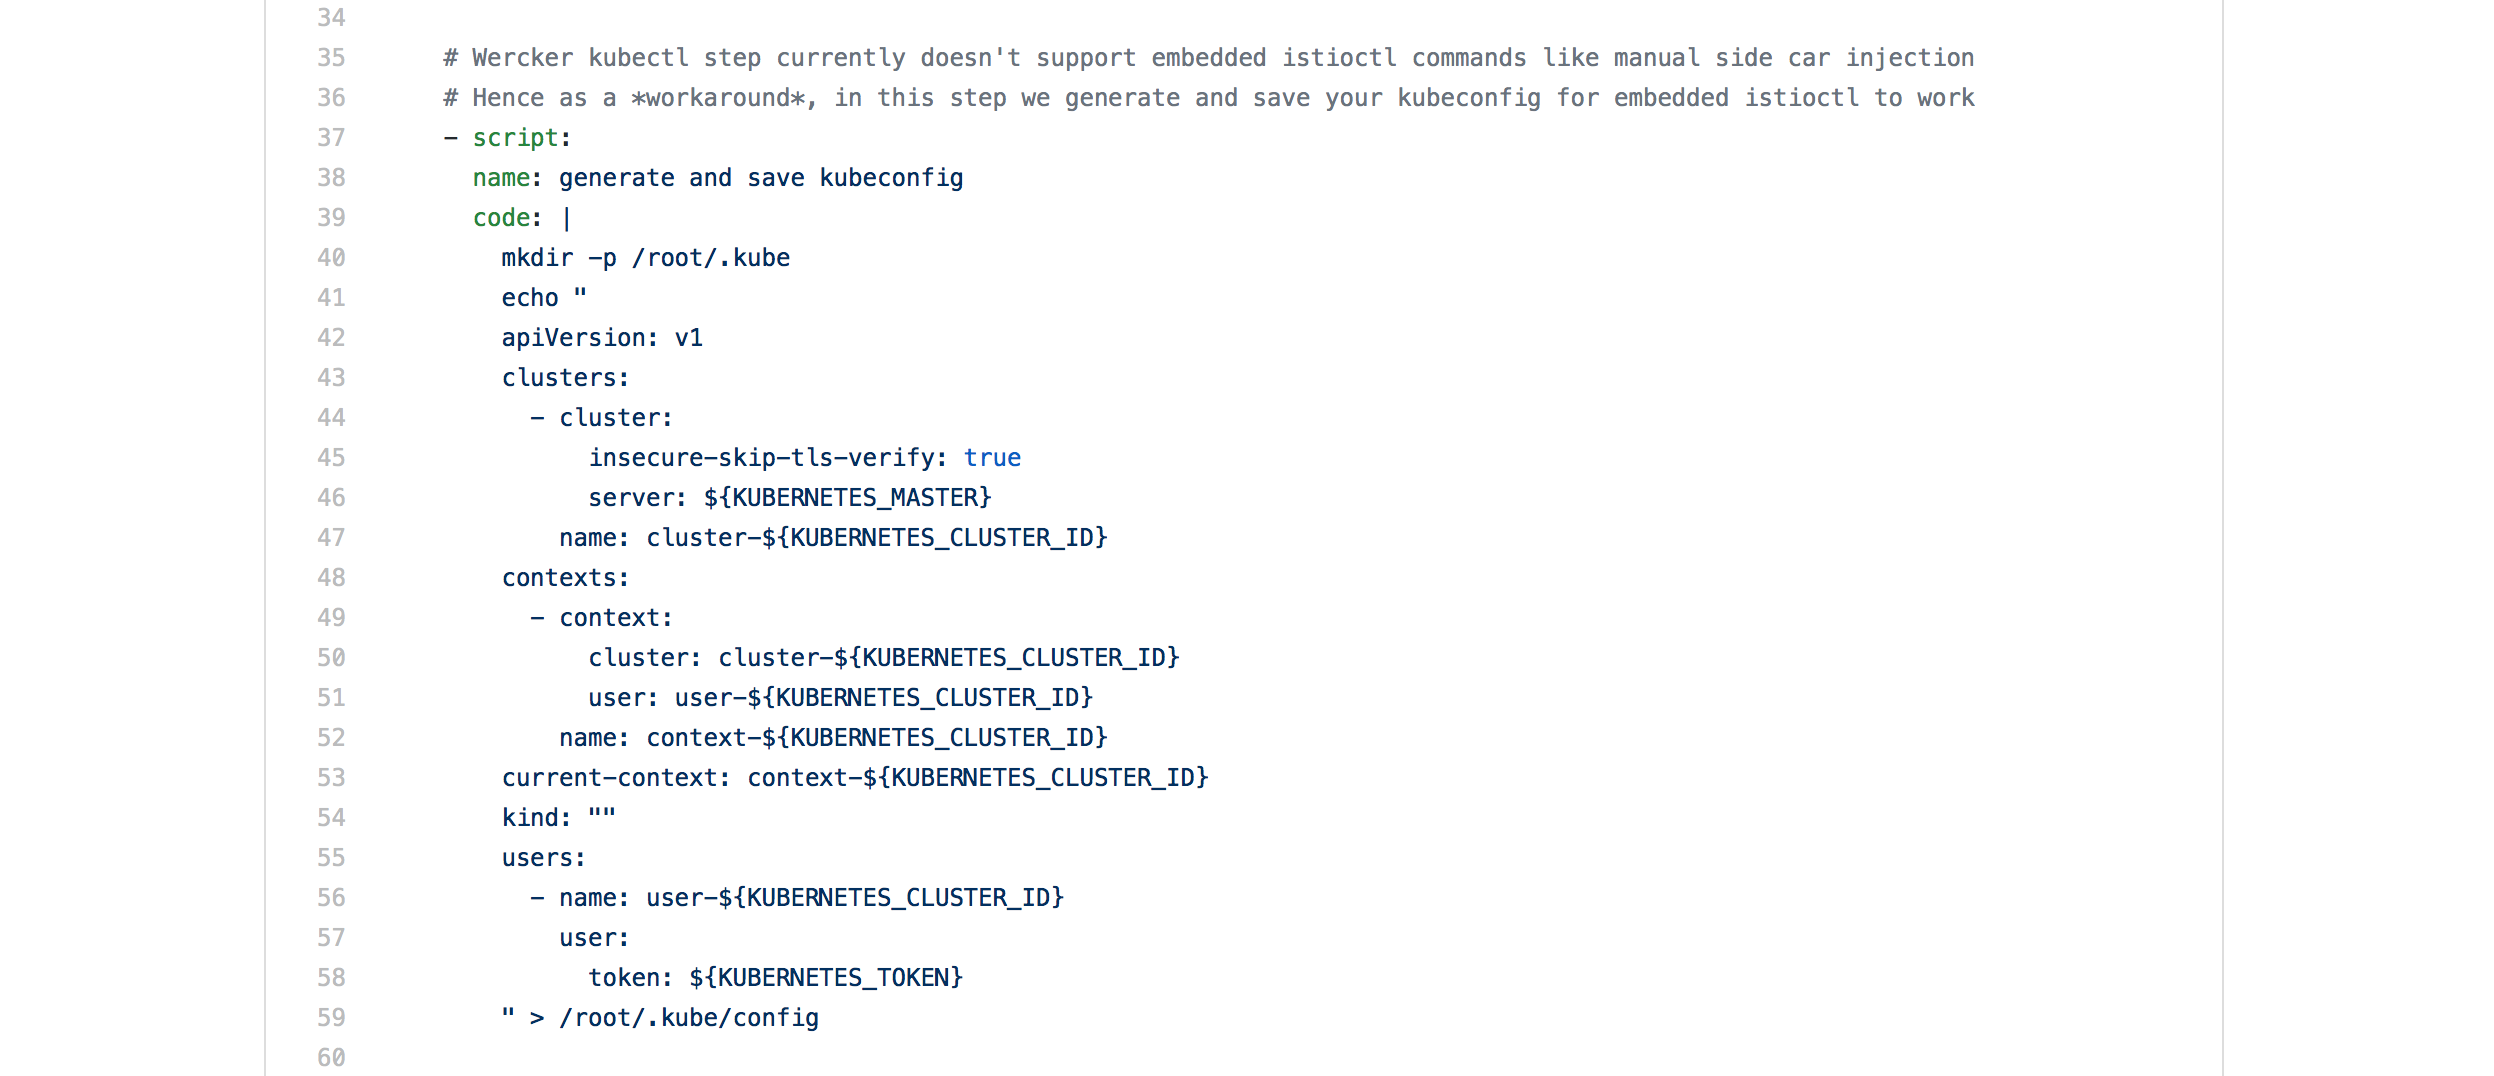 34
35 # Wercker kubectl step currently doesn't support embedded istioctl commands like manual side car injection
36 # Hence as a *workaround*, in this step we generate and save your kubeconfig for embedded istioctl to work
37 - script:
38 name: generate and save kubeconfig
39 code: |
40 mkdir -p /root/.kube
41 echo "
42 apiVersion: v1
43 clusters:
44 - cluster:
45 insecure-skip-tls-verify: true
46 server: ${KUBERNETES_MASTER}
47 name: cluster-${KUBERNETES_CLUSTER_ID}
48 contexts:
49 - context:
50 cluster: cluster-${KUBERNETES_CLUSTER_ID}
51 user: user-${KUBERNETES_CLUSTER_ID}
52 name: context-${KUBERNETES_CLUSTER_ID}
53 current-context: context-${KUBERNETES_CLUSTER_ID}
54 kind: ""
55 users:
56 - name: user-${KUBERNETES_CLUSTER_ID}
57 user:
58 token: ${KUBERNETES_TOKEN}
59 " > /root/.kube/config
60